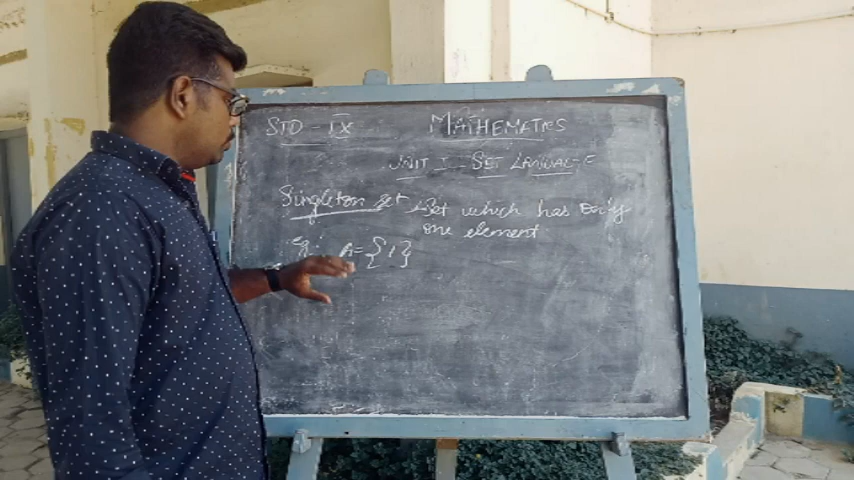 STD - IX
MATHEMATICS
UNIT I - SET LANGUAGE
Singleton set - Set which has only
one element
eg: A = { 1 }